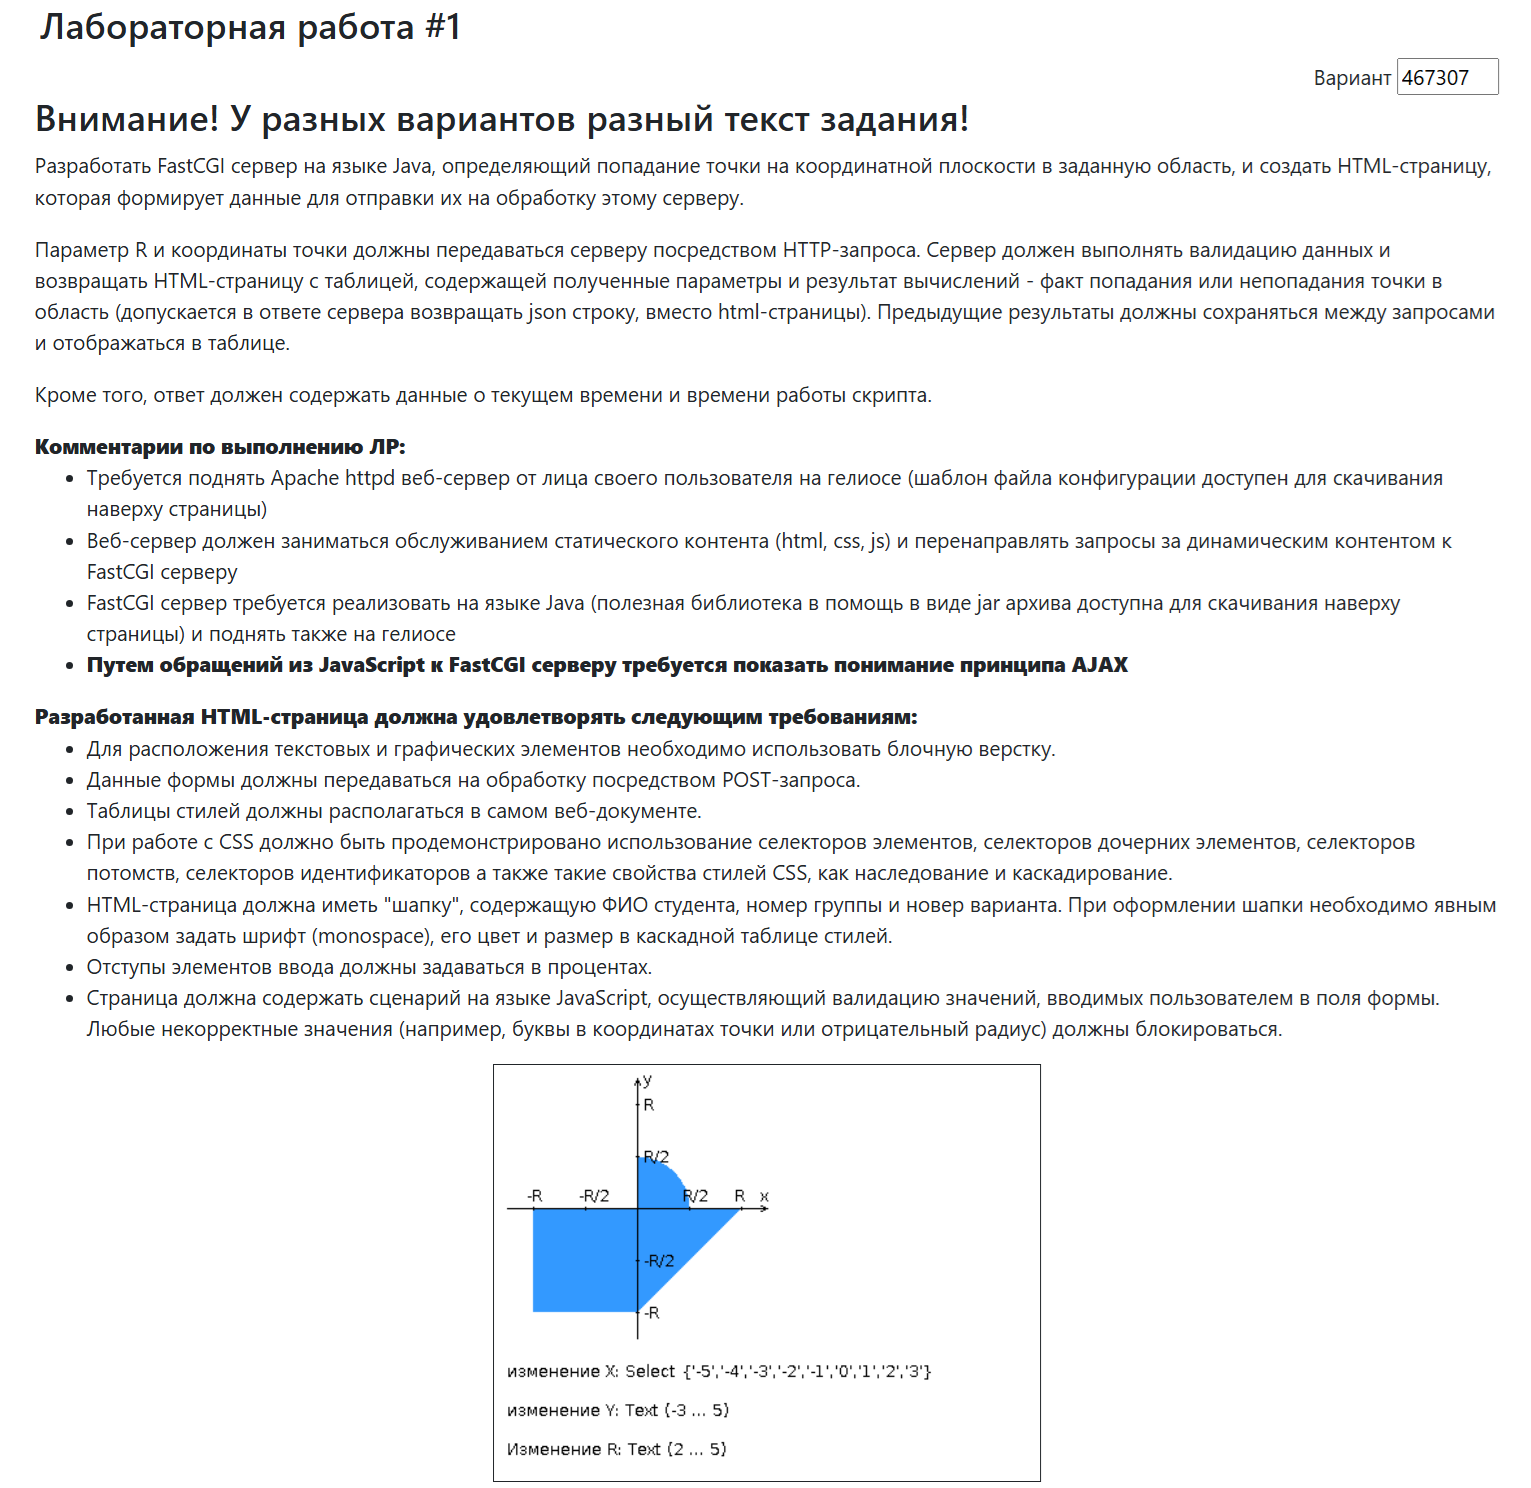 Лабораторная работа #1
Вариант 467307
Внимание! У разных вариантов разный текст задания!
Разработать FastCGI сервер на языке Java, определяющий попадание точки на координатной плоскости в заданную область, и создать HTML-страницу,
которая формирует данные для отправки их на обработку этому серверу.
Параметр R и координаты точки должны передаваться серверу посредством HTTP-запроса. Сервер должен выполнять валидацию данных и
возвращать HTML-страницу с таблицей, содержащей полученные параметры и результат вычислений - факт попадания или непопадания точки в
область (допускается в ответе сервера возвращать json строку, вместо html-страницы). Предыдущие результаты должны сохраняться между запросами
и отображаться в таблице.
Кроме того, ответ должен содержать данные о текущем времени и времени работы скрипта.
Комментарии по выполнению ЛР:
• Требуется поднять Apache httpd веб-сервер от лица своего пользователя на гелиосе (шаблон файла конфигурации доступен для скачивания
наверху страницы)
• Веб-сервер должен заниматься обслуживанием статического контента (html, css, js) и перенаправлять запросы за динамическим контентом к
FastCGI серверу
• FastCGI сервер требуется реализовать на языке Java (полезная библиотека в помощь в виде jar архива доступна для скачивания наверху
страницы) и поднять также на гелиосе
• Путем обращений из JavaScript к FastCGI серверу требуется показать понимание принципа AJAX
Разработанная HTML-страница должна удовлетворять следующим требованиям:
• Для расположения текстовых и графических элементов необходимо использовать блочную верстку.
• Данные формы должны передаваться на обработку посредством POST-запроса.
• Таблицы стилей должны располагаться в самом веб-документе.
• При работе с CSS должно быть продемонстрировано использование селекторов элементов, селекторов дочерних элементов, селекторов
потомств, селекторов идентификаторов а также такие свойства стилей CSS, как наследование и каскадирование.
• HTML-страница должна иметь "шапку", содержащую ФИО студента, номер группы и новер варианта. При оформлении шапки необходимо явным
образом задать шрифт (monospace), его цвет и размер в каскадной таблице стилей.
• Отступы элементов ввода должны задаваться в процентах.
• Страница должна содержать сценарий на языке JavaScript, осуществляющий валидацию значений, вводимых пользователем в поля формы.
Любые некорректные значения (например, буквы в координатах точки или отрицательный радиус) должны блокироваться.
y
R
R/2
-R -R/2 R/2 R x
-R/2
-R
изменение X: Select {'-5','-4','-3','-2','-1','0','1','2','3'}
изменение Y: Text (-3 ... 5)
Изменение R: Text (2 ... 5)